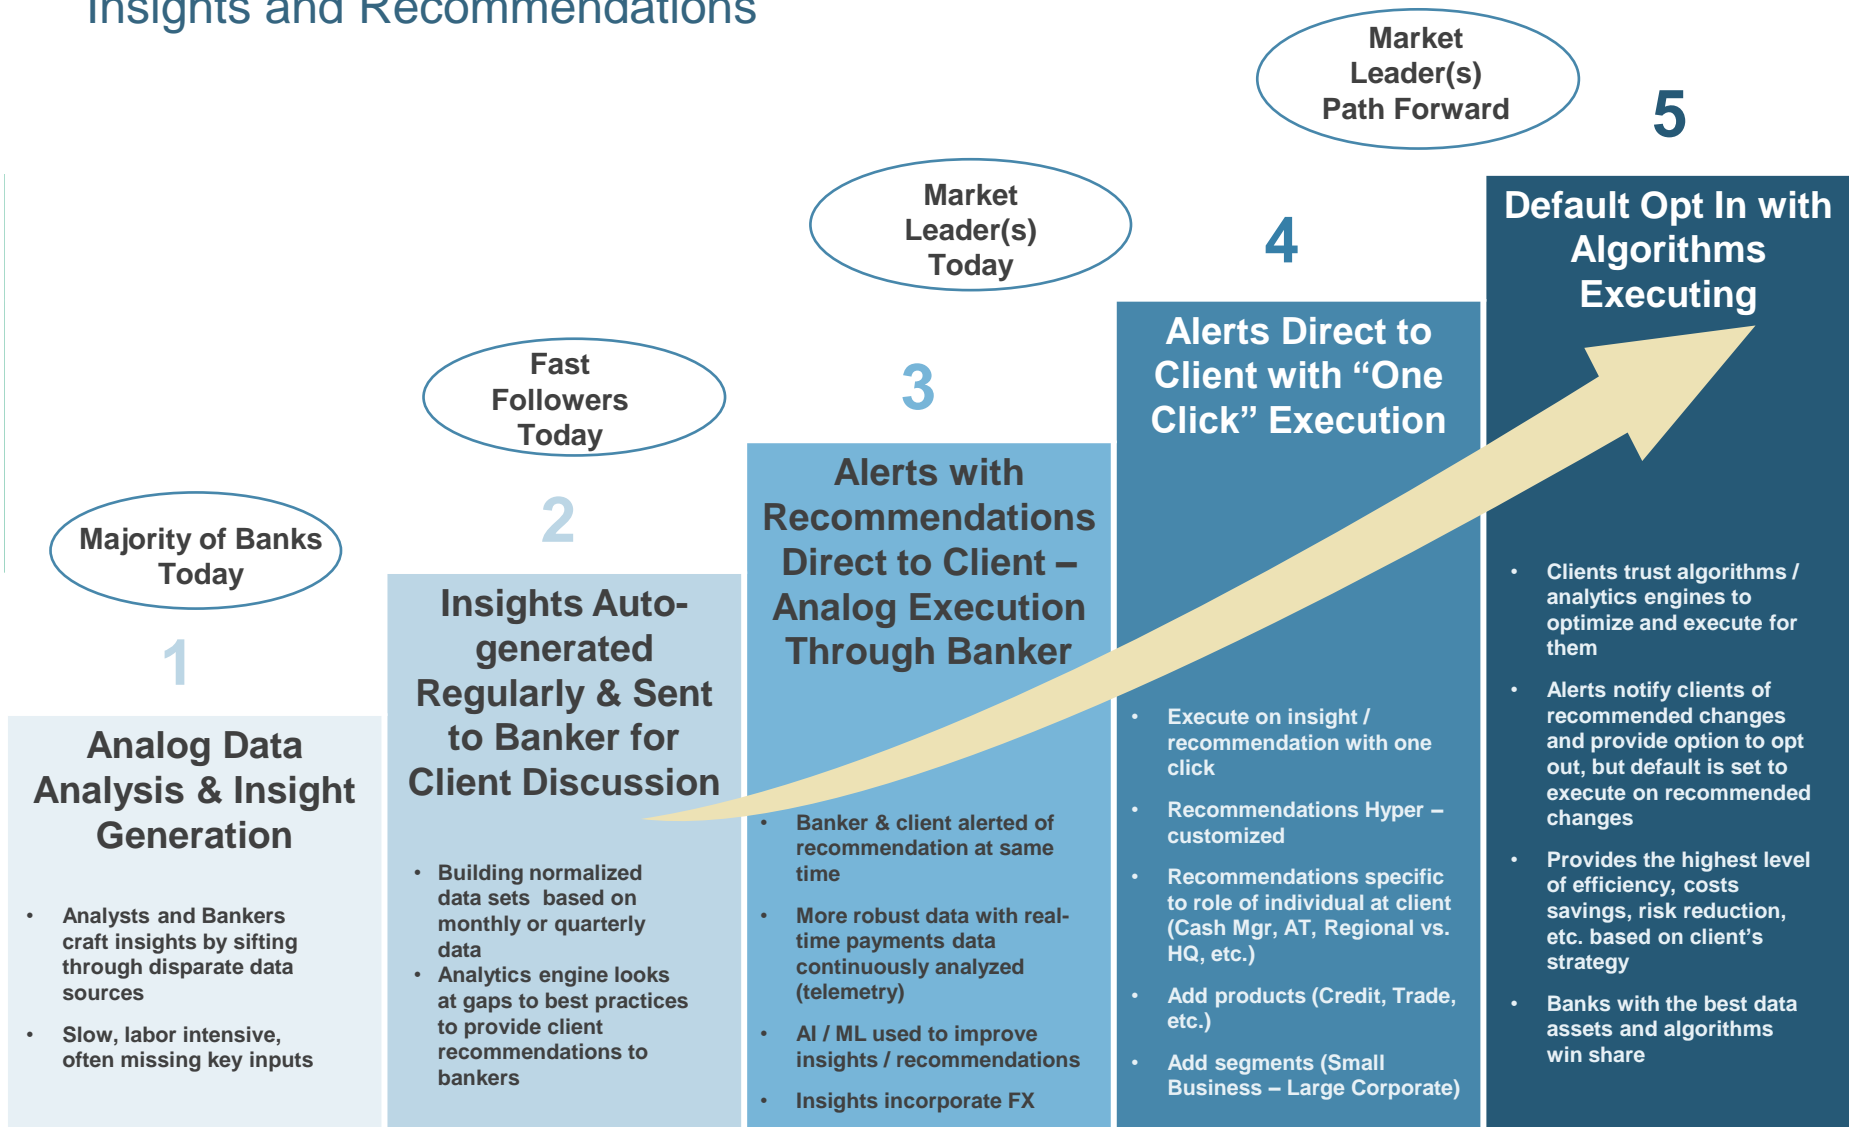 Insights and Recommendations
Majority of Banks
Today
1
Analog Data
Analysis & Insight
Generation
• Analysts and Bankers
craft insights by sifting
through disparate data
sources
• Slow, labor intensive,
often missing key inputs
Fast
Followers
Today
2
Insights Auto-
generated
Regularly & Sent
to Banker for
Client Discussion
• Building normalized
data sets based on
monthly or quarterly
data
• Analytics engine looks
at gaps to best practices
to provide client
recommendations to
bankers
Market
Leader(s)
Today
3
Alerts with
Recommendations
Direct to Client –
Analog Execution
Through Banker
• Banker & client alerted of
recommendation at same
time
• More robust data with real-
time payments data
continuously analyzed
(telemetry)
• AI / ML used to improve
insights / recommendations
• Insights incorporate FX
Market
Leader(s)
Path Forward
4
Alerts Direct to
Client with “One
Click” Execution
• Execute on insight /
recommendation with one
click
• Recommendations Hyper –
customized
• Recommendations specific
to role of individual at client
(Cash Mgr, AT, Regional vs.
HQ, etc.)
• Add products (Credit, Trade,
etc.)
• Add segments (Small
Business – Large Corporate)
5
Default Opt In with
Algorithms
Executing
• Clients trust algorithms /
analytics engines to
optimize and execute for
them
• Alerts notify clients of
recommended changes
and provide option to opt
out, but default is set to
execute on recommended
changes
• Provides the highest level
of efficiency, costs
savings, risk reduction,
etc. based on client’s
strategy
• Banks with the best data
assets and algorithms
win share